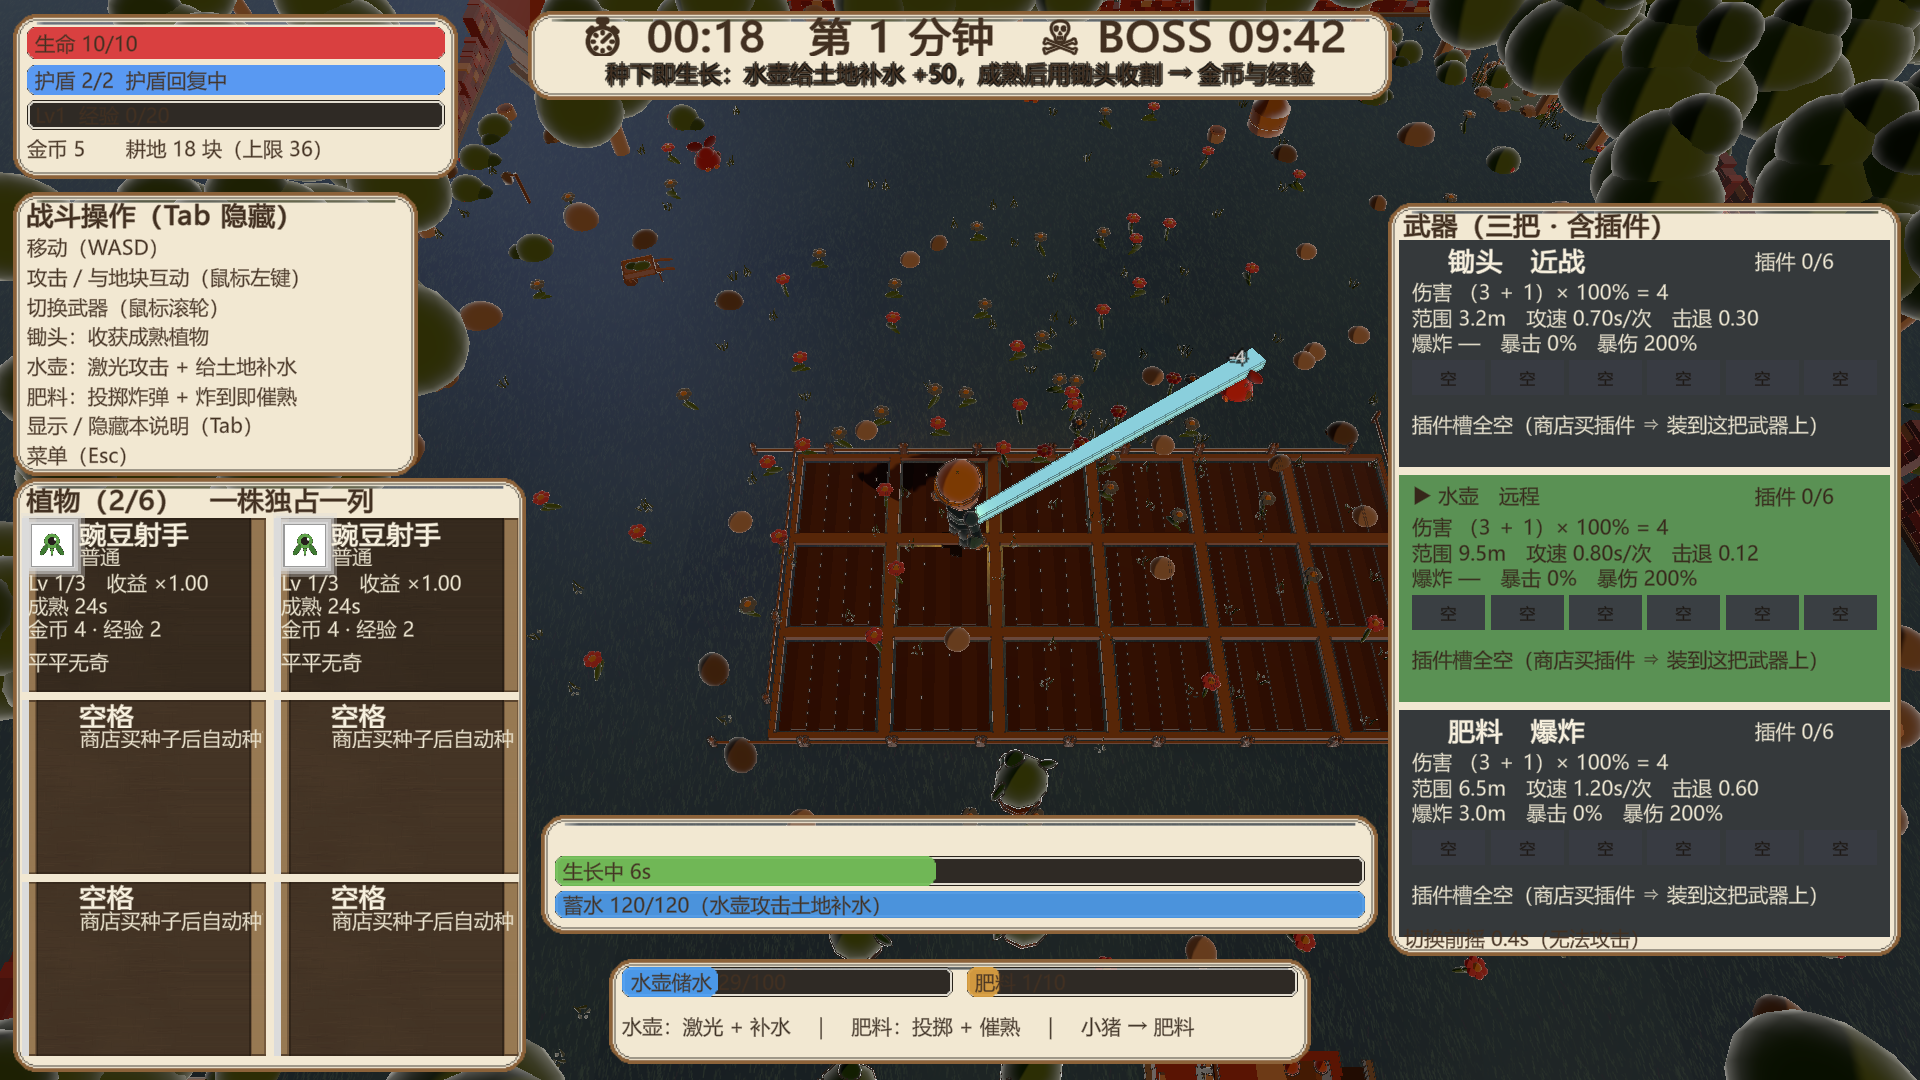 生命 10/10
护盾 2/2 护盾回复中
Lv1 经验 0/20
金币 5 耕地 18 块（上限 36）
00:18 第 1 分钟 BOSS 09:42
种下即生长：水壶给土地补水 +50，成熟后用锄头收割 → 金币与经验
战斗操作（Tab 隐藏）
移动（WASD）
攻击 / 与地块互动（鼠标左键）
切换武器（鼠标滚轮）
锄头：收获成熟植物
水壶：激光攻击 + 给土地补水
肥料：投掷炸弹 + 炸到即催熟
显示 / 隐藏本说明（Tab）
菜单（Esc）
植物（2/6） 一株独占一列
豌豆射手
普通
Lv 1/3 收益 ×1.00
成熟 24s
金币 4 · 经验 2
平平无奇
豌豆射手
普通
Lv 1/3 收益 ×1.00
成熟 24s
金币 4 · 经验 2
平平无奇
空格
商店买种子后自动种
空格
商店买种子后自动种
空格
商店买种子后自动种
空格
商店买种子后自动种
-4
生长中 6s
蓄水 120/120（水壶攻击土地补水）
水壶储水 29/100
肥料 1/10
水壶：激光 + 补水 | 肥料：投掷 + 催熟 | 小猪 → 肥料
武器（三把 · 含插件）
锄头 近战 插件 0/6
伤害 （3 + 1）× 100% = 4
范围 3.2m 攻速 0.70s/次 击退 0.30
爆炸 — 暴击 0% 暴伤 200%
空 空 空 空 空 空
插件槽全空（商店买插件 ⇒ 装到这把武器上）
▶ 水壶 远程 插件 0/6
伤害 （3 + 1）× 100% = 4
范围 9.5m 攻速 0.80s/次 击退 0.12
爆炸 — 暴击 0% 暴伤 200%
空 空 空 空 空 空
插件槽全空（商店买插件 ⇒ 装到这把武器上）
肥料 爆炸 插件 0/6
伤害 （3 + 1）× 100% = 4
范围 6.5m 攻速 1.20s/次 击退 0.60
爆炸 3.0m 暴击 0% 暴伤 200%
空 空 空 空 空 空
插件槽全空（商店买插件 ⇒ 装到这把武器上）
切换前摇 0.4s（无法攻击）